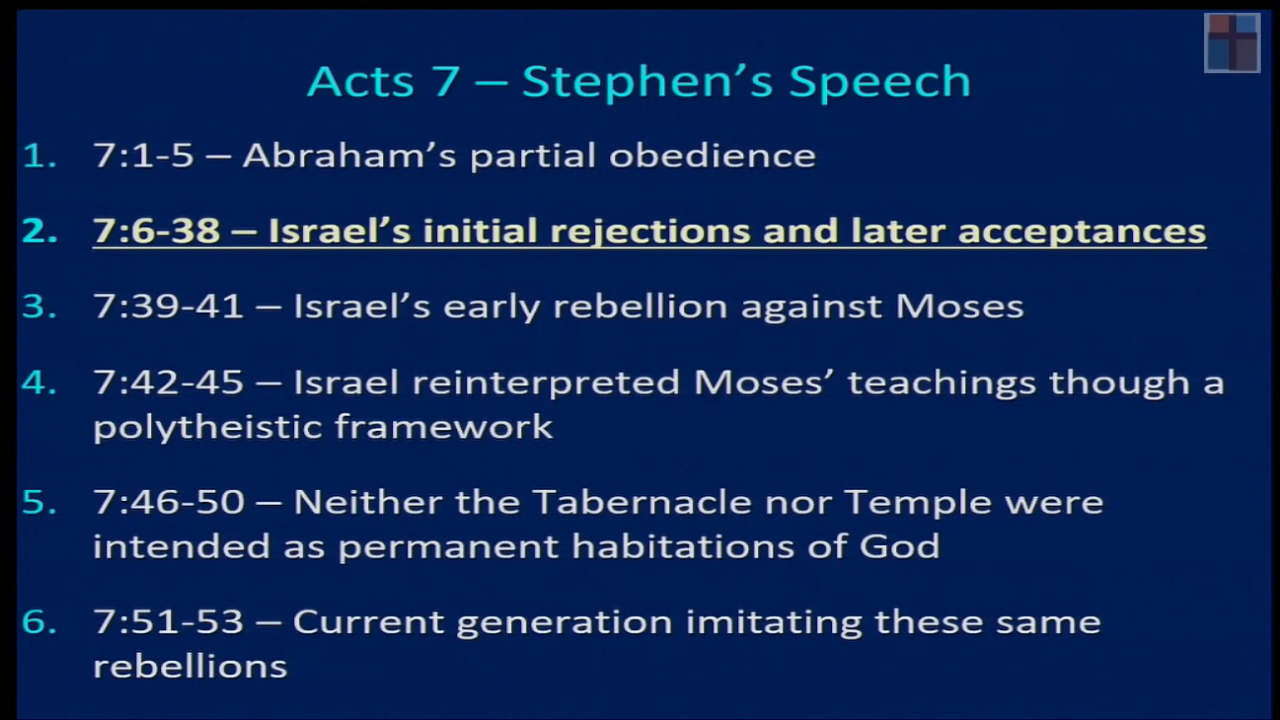 Acts 7 – Stephen’s Speech
1. 7:1-5 – Abraham’s partial obedience
2. 7:6-38 – Israel’s initial rejections and later acceptances
3. 7:39-41 – Israel’s early rebellion against Moses
4. 7:42-45 – Israel reinterpreted Moses’ teachings though a
polytheistic framework
5. 7:46-50 – Neither the Tabernacle nor Temple were
intended as permanent habitations of God
6. 7:51-53 – Current generation imitating these same
rebellions